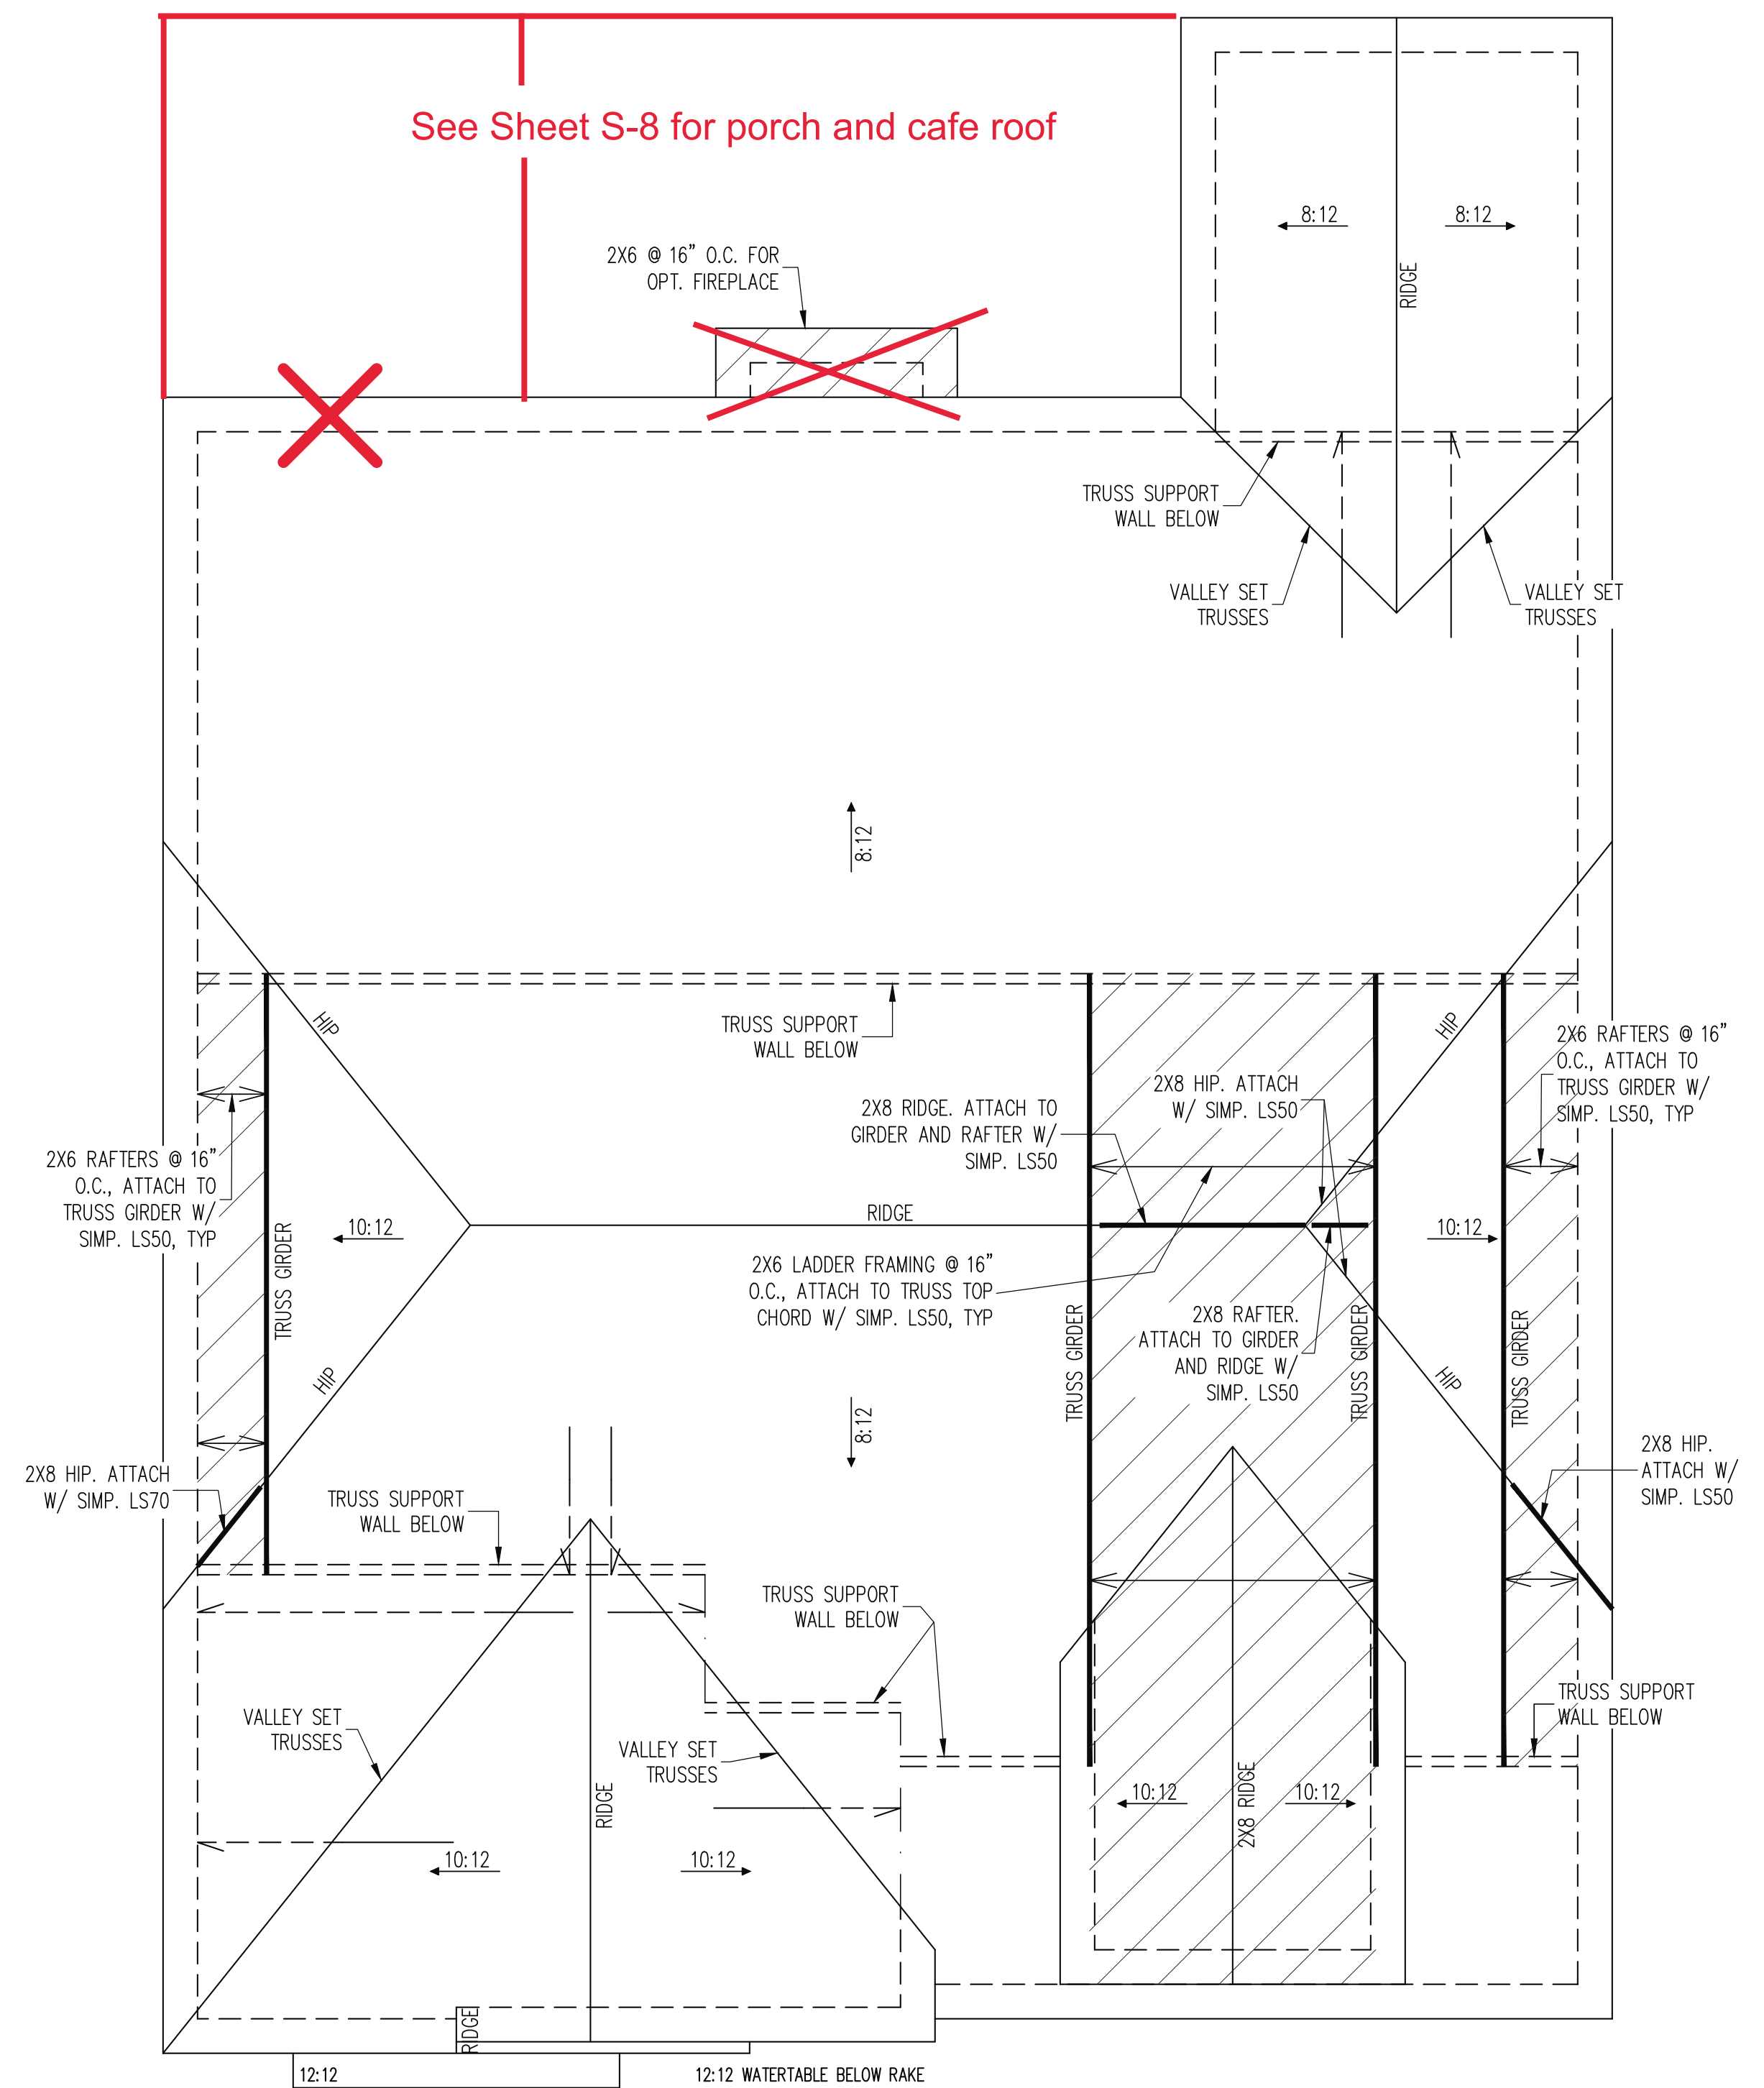 See Sheet S-8 for porch and cafe roof
8:12
8:12
RIDGE
2X6 @ 16” O.C. FOR
OPT. FIREPLACE
TRUSS SUPPORT
WALL BELOW
VALLEY SET
TRUSSES
VALLEY SET
TRUSSES
8:12
HIP
TRUSS SUPPORT
WALL BELOW
HIP
2X6 RAFTERS @ 16”
O.C., ATTACH TO
TRUSS GIRDER W/
SIMP. LS50, TYP
2X8 HIP. ATTACH
W/ SIMP. LS50
2X8 RIDGE. ATTACH TO
GIRDER AND RAFTER W/
SIMP. LS50
2X6 RAFTERS @ 16”
O.C., ATTACH TO
TRUSS GIRDER W/
SIMP. LS50, TYP
10:12
RIDGE
10:12
TRUSS GIRDER
2X6 LADDER FRAMING @ 16”
O.C., ATTACH TO TRUSS TOP
CHORD W/ SIMP. LS50, TYP
TRUSS GIRDER
2X8 RAFTER.
ATTACH TO GIRDER
AND RIDGE W/
SIMP. LS50
TRUSS GIRDER
TRUSS GIRDER
HIP
HIP
8:12
2X8 HIP. ATTACH
W/ SIMP. LS70
2X8 HIP.
ATTACH W/
SIMP. LS50
TRUSS SUPPORT
WALL BELOW
TRUSS SUPPORT
WALL BELOW
TRUSS SUPPORT
WALL BELOW
VALLEY SET
TRUSSES
VALLEY SET
TRUSSES
RIDGE
10:12
10:12
2X8 RIDGE
10:12
10:12
RIDGE
12:12
12:12 WATERTABLE BELOW RAKE